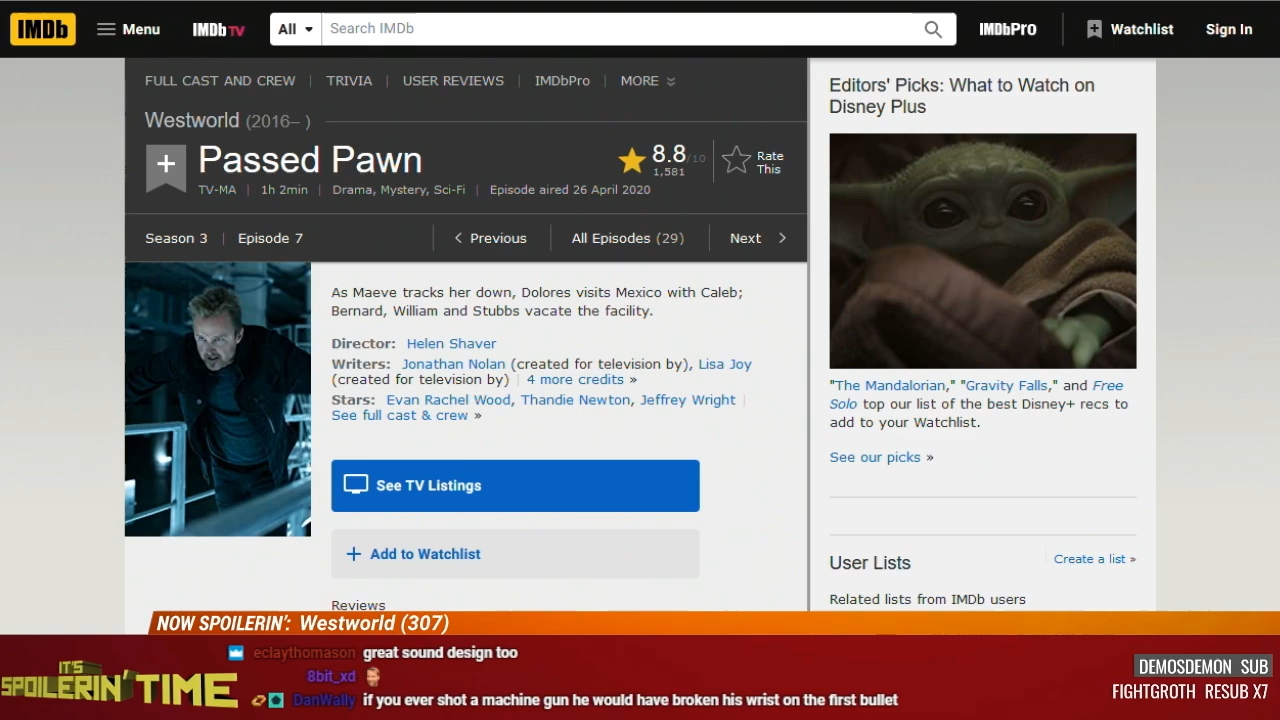 IMDb
Menu
IMDb TV
All
Search IMDb
IMDbPro
Watchlist
Sign In
FULL CAST AND CREW | TRIVIA | USER REVIEWS | IMDbPro | MORE
Westworld (2016– )
+ Passed Pawn
8.8/10
1,581
Rate This
TV-MA | 1h 2min | Drama, Mystery, Sci-Fi | Episode aired 26 April 2020
Season 3 | Episode 7
Previous
All Episodes (29)
Next
As Maeve tracks her down, Dolores visits Mexico with Caleb;
Bernard, William and Stubbs vacate the facility.
Director: Helen Shaver
Writers: Jonathan Nolan (created for television by), Lisa Joy
(created for television by) | 4 more credits »
Stars: Evan Rachel Wood, Thandie Newton, Jeffrey Wright |
See full cast & crew »
See TV Listings
+ Add to Watchlist
Reviews
Editors' Picks: What to Watch on
Disney Plus
"The Mandalorian," "Gravity Falls," and Free
Solo top our list of the best Disney+ recs to
add to your Watchlist.
See our picks »
User Lists
Create a list »
Related lists from IMDb users
NOW SPOILERIN': Westworld (307)
IT'S
SPOILERIN' TIME
eclaythomason great sound design too
8bit_xd
DanWally if you ever shot a machine gun he would have broken his wrist on the first bullet
DEMOSDEMON SUB
FIGHTGROTH RESUB X7